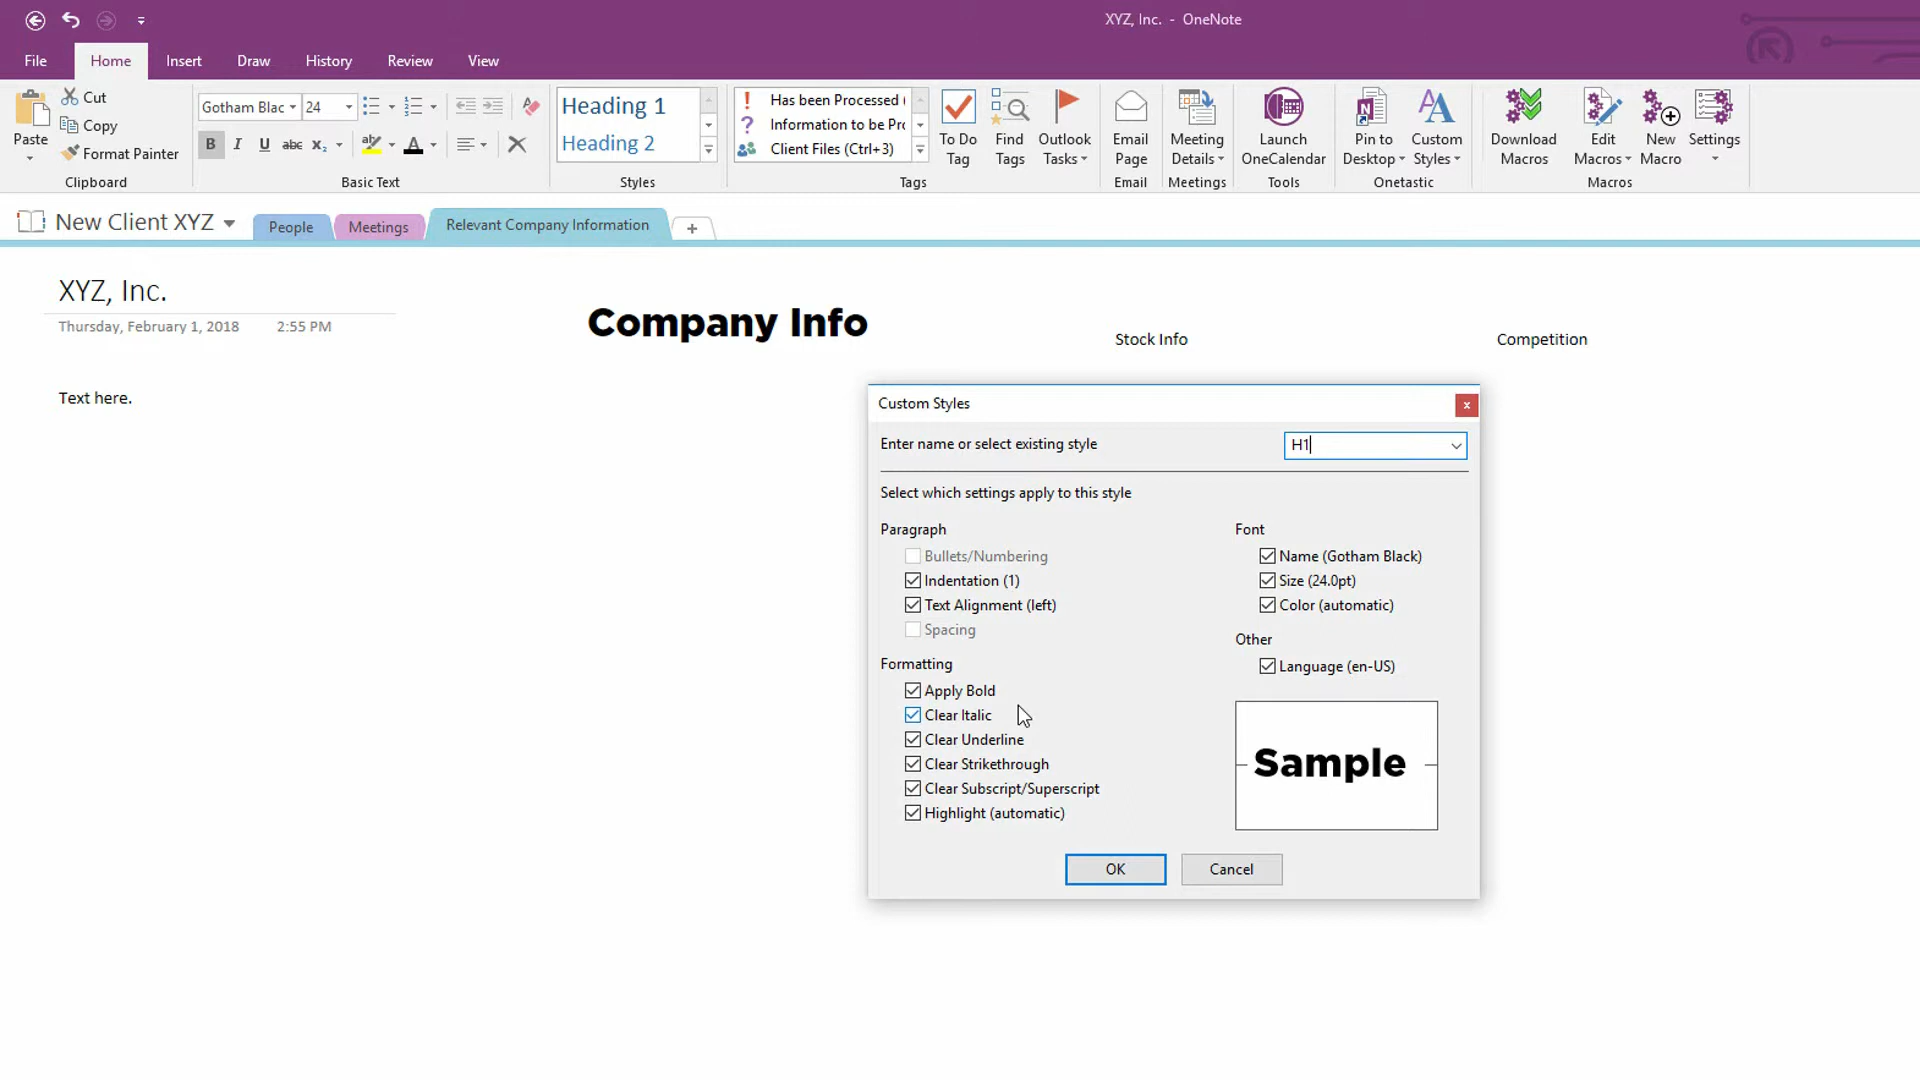 XYZ, Inc. - OneNote
File Home Insert Draw History Review View
Paste
Cut
Copy
Format Painter
Clipboard
Gotham Blac 24
B I U abc x₂ A
Basic Text
Heading 1
Heading 2
Styles
! Has been Processed (
? Information to be Pro
Client Files (Ctrl+3)
Tags
To Do Tag
Find Tags
Outlook Tasks
Email Page
Email
Meeting Details
Meetings
Launch OneCalendar
Tools
Pin to Desktop
Custom Styles
Onetastic
Download Macros
Edit Macros
New Macro
Settings
Macros
New Client XYZ People Meetings Relevant Company Information +
XYZ, Inc.
Thursday, February 1, 2018 2:55 PM
Company Info
Stock Info
Competition
Text here.
Custom Styles x
Enter name or select existing style H1
Select which settings apply to this style
Paragraph
Bullets/Numbering
Indentation (1)
Text Alignment (left)
Spacing
Formatting
Apply Bold
Clear Italic
Clear Underline
Clear Strikethrough
Clear Subscript/Superscript
Highlight (automatic)
Font
Name (Gotham Black)
Size (24.0pt)
Color (automatic)
Other
Language (en-US)
Sample
OK Cancel